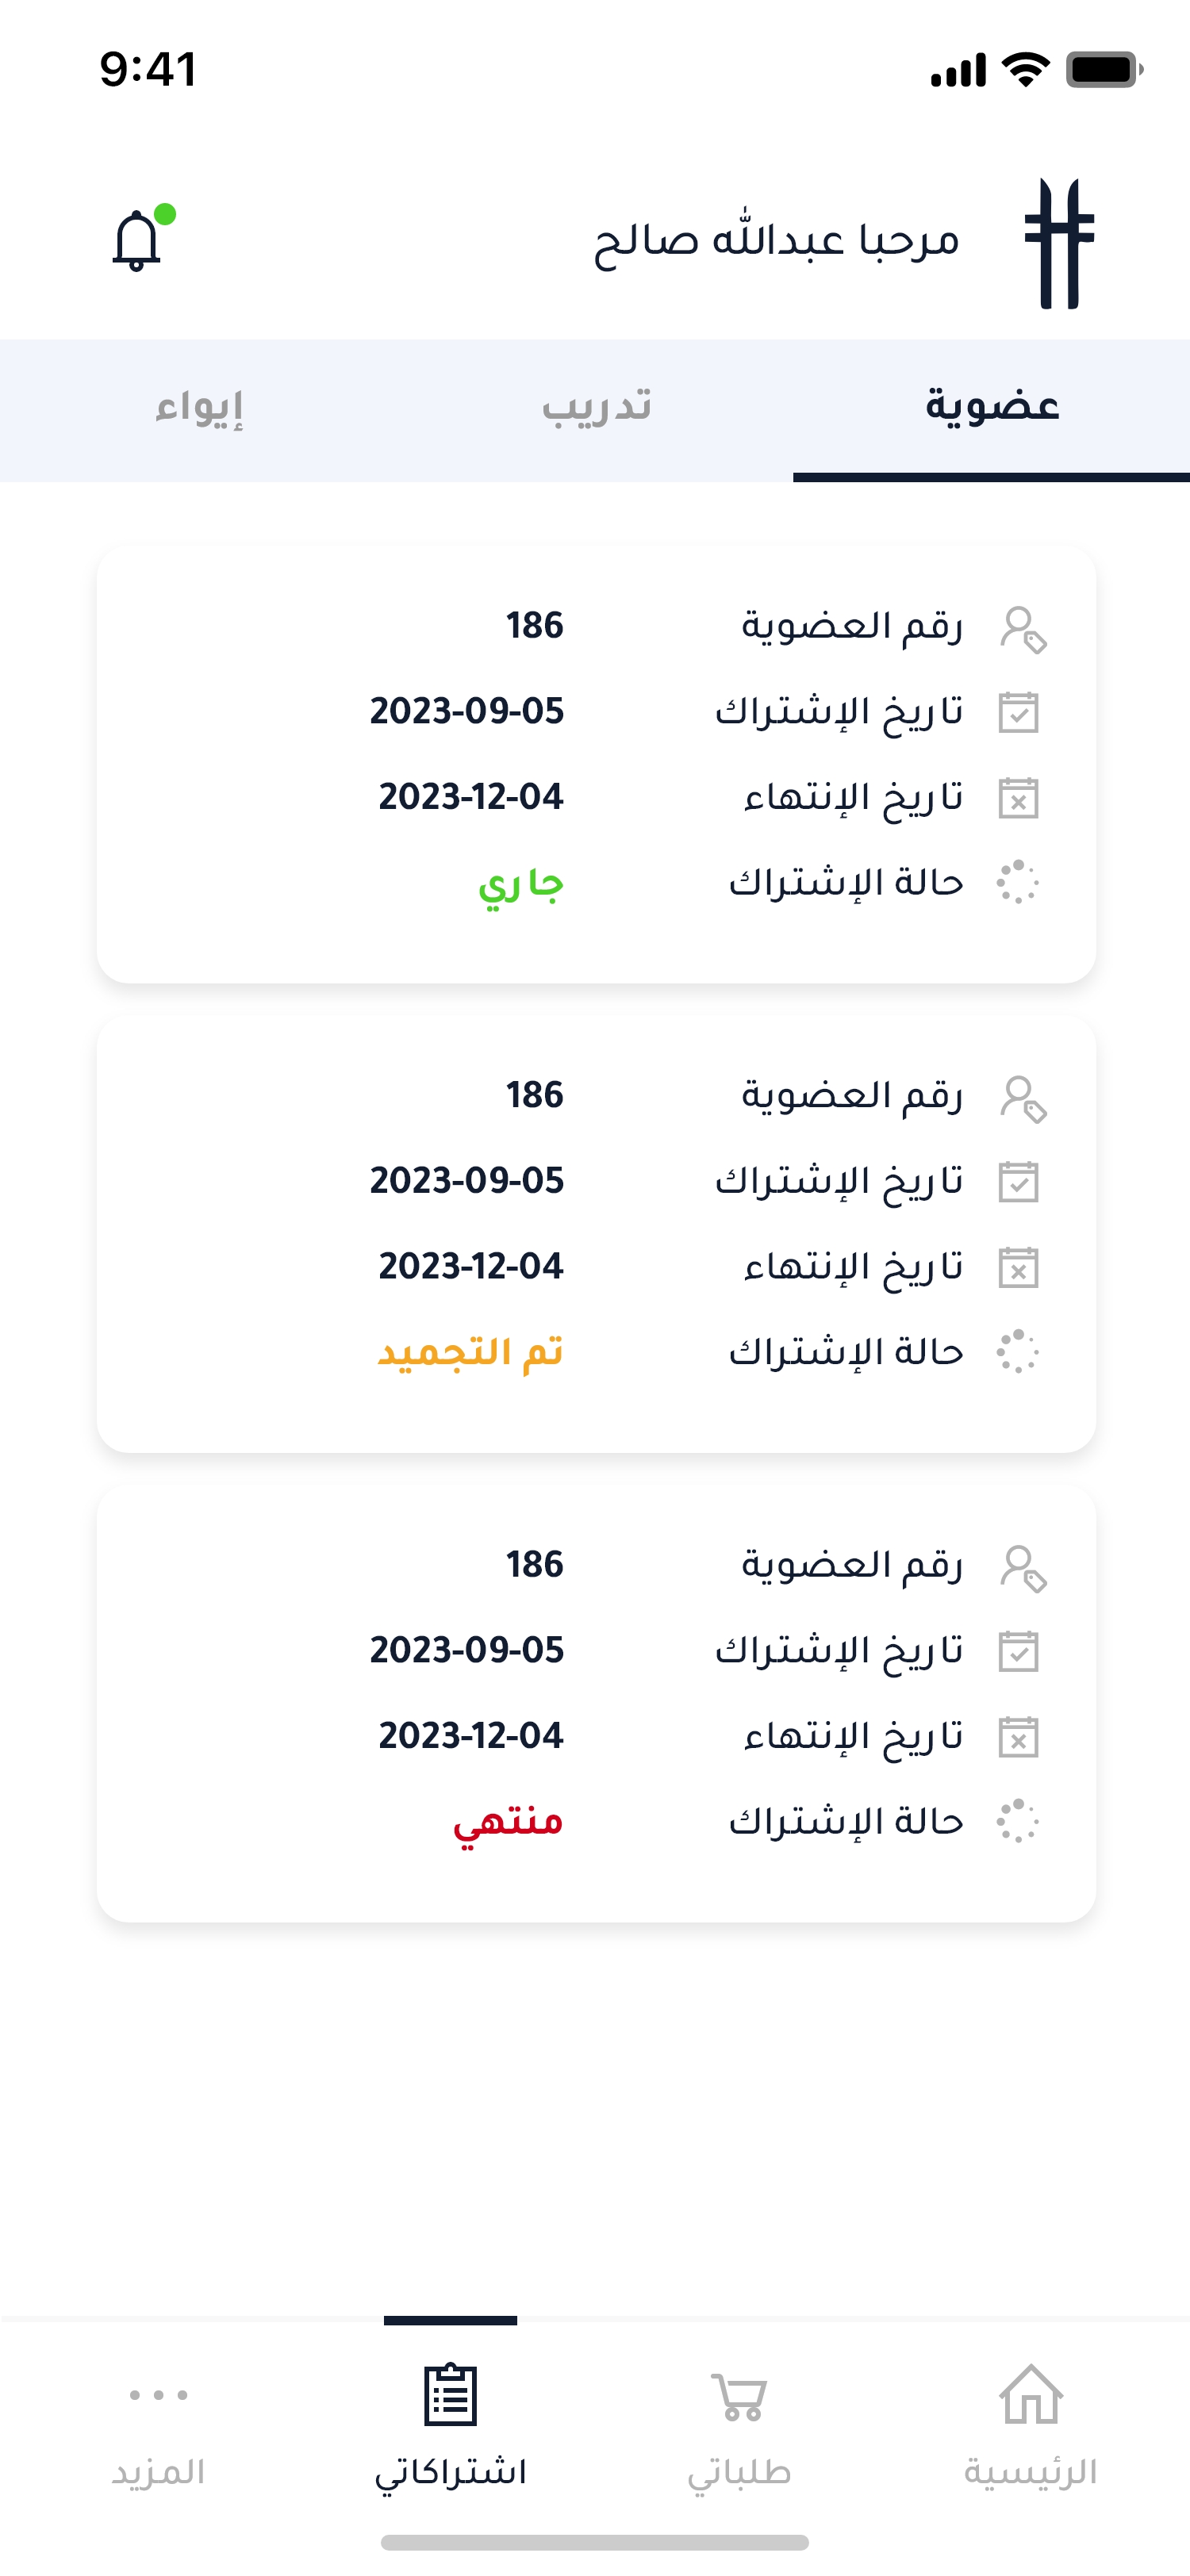 9:41
مرحبا عبدالله صالح
عضوية تدريب إيواء
رقم العضوية 186
تاريخ الإشتراك 2023-09-05
تاريخ الإنتهاء 2023-12-04
حالة الإشتراك جاري
رقم العضوية 186
تاريخ الإشتراك 2023-09-05
تاريخ الإنتهاء 2023-12-04
حالة الإشتراك تم التجميد
رقم العضوية 186
تاريخ الإشتراك 2023-09-05
تاريخ الإنتهاء 2023-12-04
حالة الإشتراك منتهي
الرئيسية طلباتي اشتراكاتي المزيد